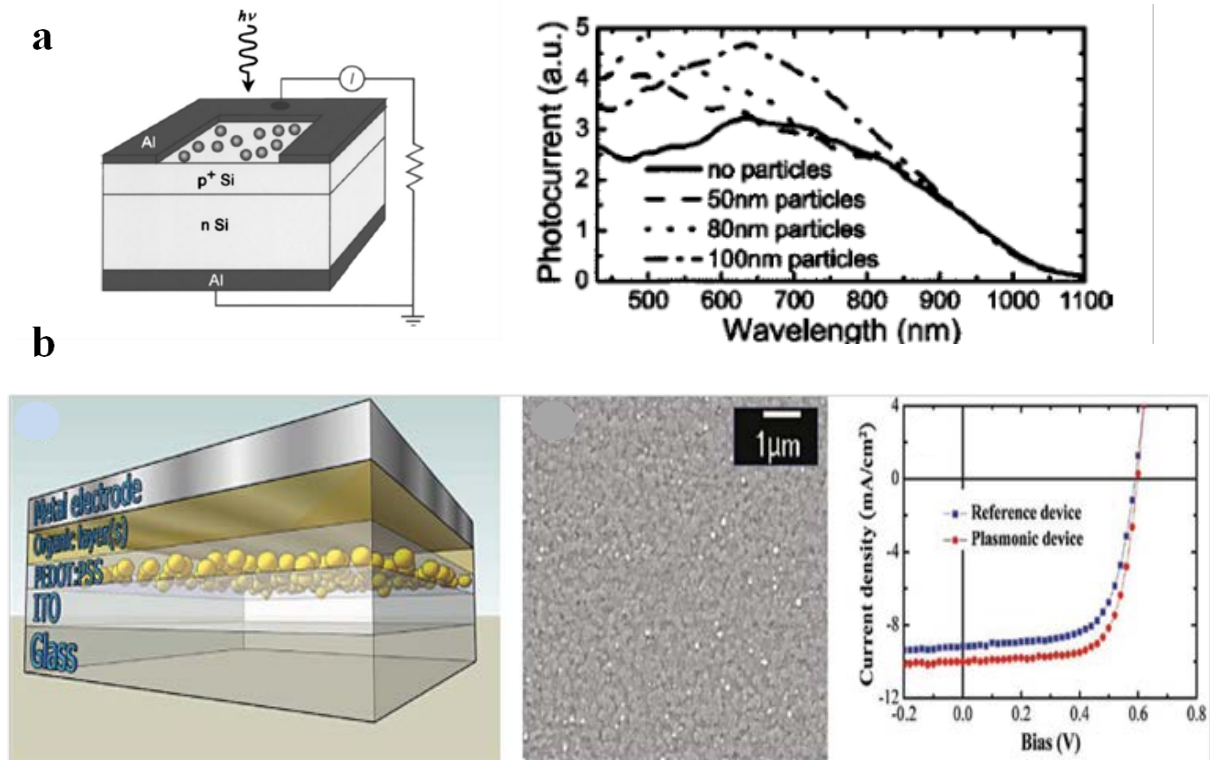 a
hν
I
Al
p⁺ Si
n Si
Al
Photocurrent (a.u.)
5
4
3
2
1
0
no particles
50nm particles
80nm particles
100nm particles
500 600 700 800 900 1000 1100
Wavelength (nm)
b
Metal electrode
Organic layer(s)
PEDOT:PSS
ITO
Glass
1µm
Current density (mA/cm²)
4
0
-4
-8
-12
Reference device
Plasmonic device
-0.2 0.0 0.2 0.4 0.6 0.8
Bias (V)